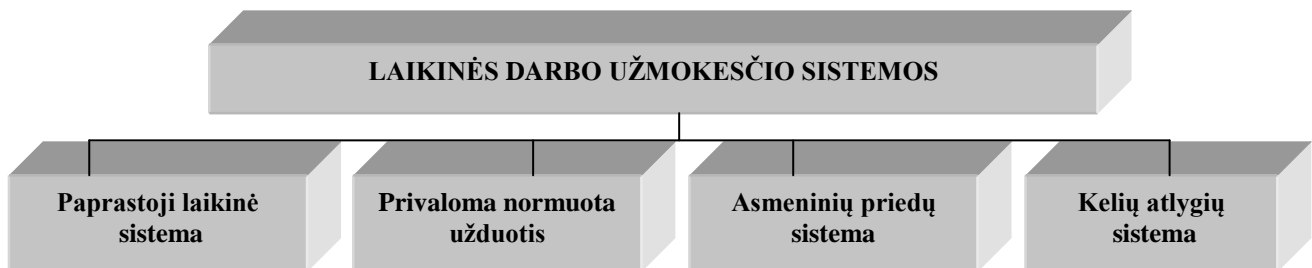 LAIKINĖS DARBO UŽMOKESČIO SISTEMOS
Paprastoji laikinė
sistema
Privaloma normuota
užduotis
Asmeninių priedų
sistema
Kelių atlygių
sistema